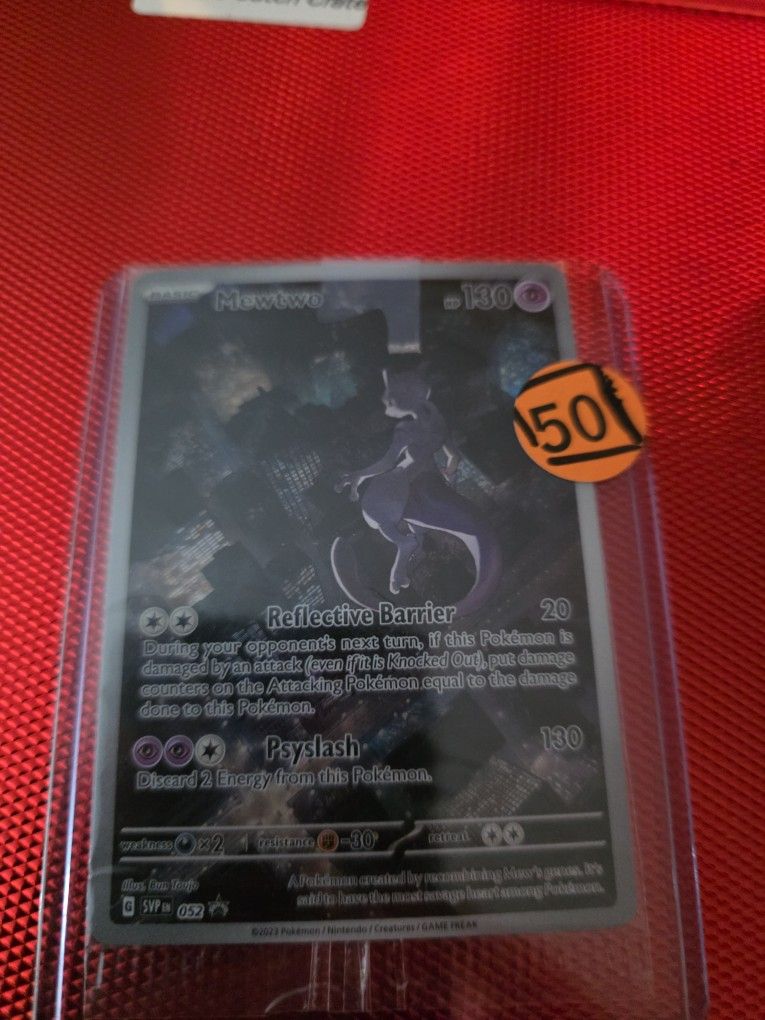 BASIC Mewtwo HP 130
50
Reflective Barrier 20
During your opponent's next turn, if this Pokémon is
damaged by an attack (even if it is Knocked Out), put damage
counters on the Attacking Pokémon equal to the damage
done to this Pokémon.
Psyslash 130
Discard 2 Energy from this Pokémon.
weakness ×2 resistance -30 retreat
Illus. Bun Toujo
A Pokémon created by recombining Mew's genes. It's
said to have the most savage heart among Pokémon.
G SVP EN 052
©2023 Pokémon / Nintendo / Creatures / GAME FREAK